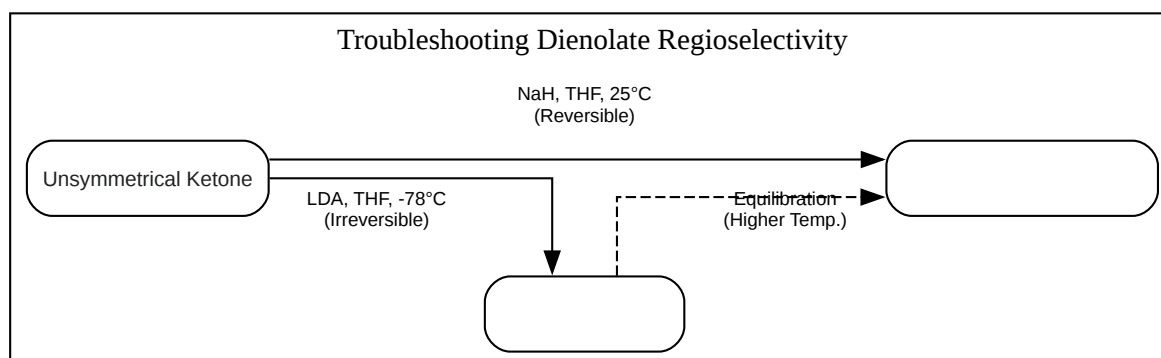 Troubleshooting Dienolate Regioselectivity
NaH, THF, 25°C
(Reversible)
Unsymmetrical Ketone
LDA, THF, -78°C
(Irreversible)
Equilibration
(Higher Temp.)